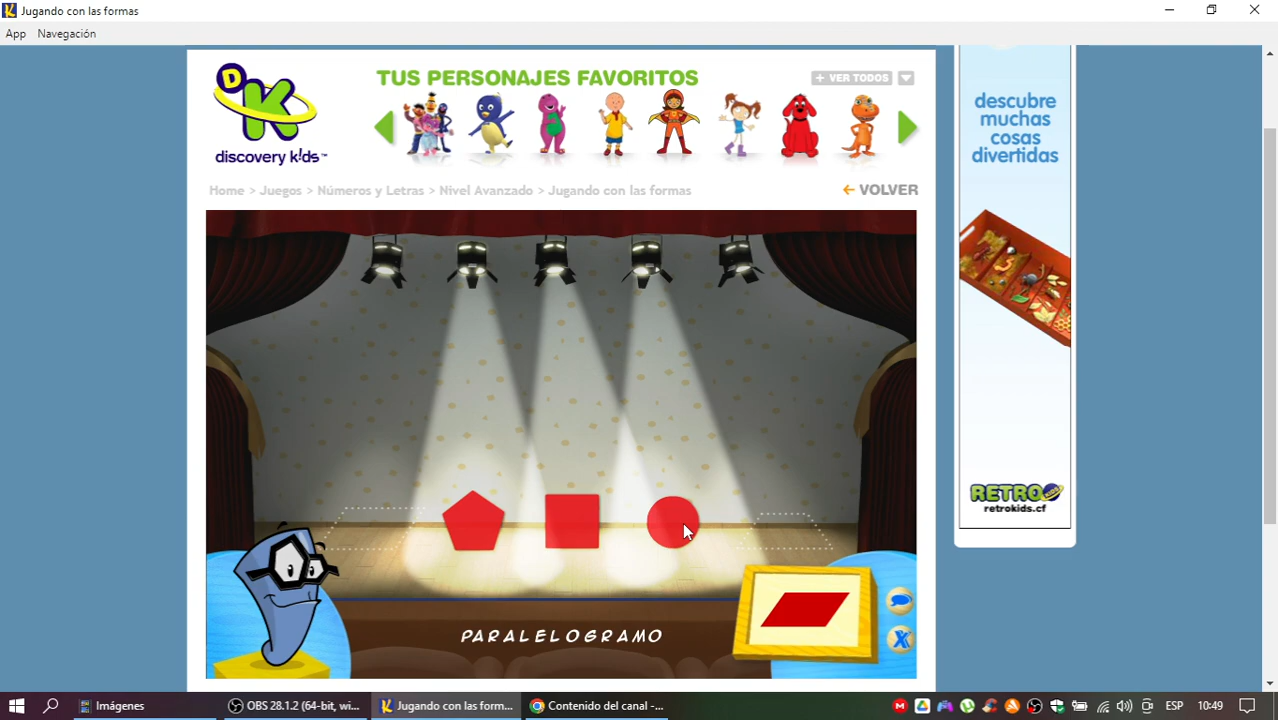 Jugando con las formas
App Navegación
TUS PERSONAJES FAVORITOS
+ VER TODOS
D
K
discovery k!ds™
Home > Juegos > Números y Letras > Nivel Avanzado > Jugando con las formas
VOLVER
descubre
muchas
cosas
divertidas
RETRO KIDS
retrokids.cf
PARALELOGRAMO
X
Imágenes
OBS 28.1.2 (64-bit, wi...
Jugando con las form...
Contenido del canal -...
ESP
10:49